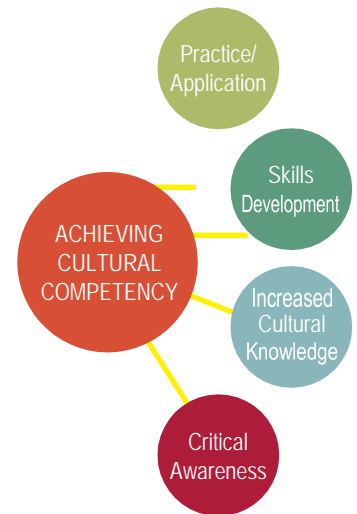 Practice/
Application
Skills
Development
ACHIEVING
CULTURAL
COMPETENCY
Increased
Cultural
Knowledge
Critical
Awareness